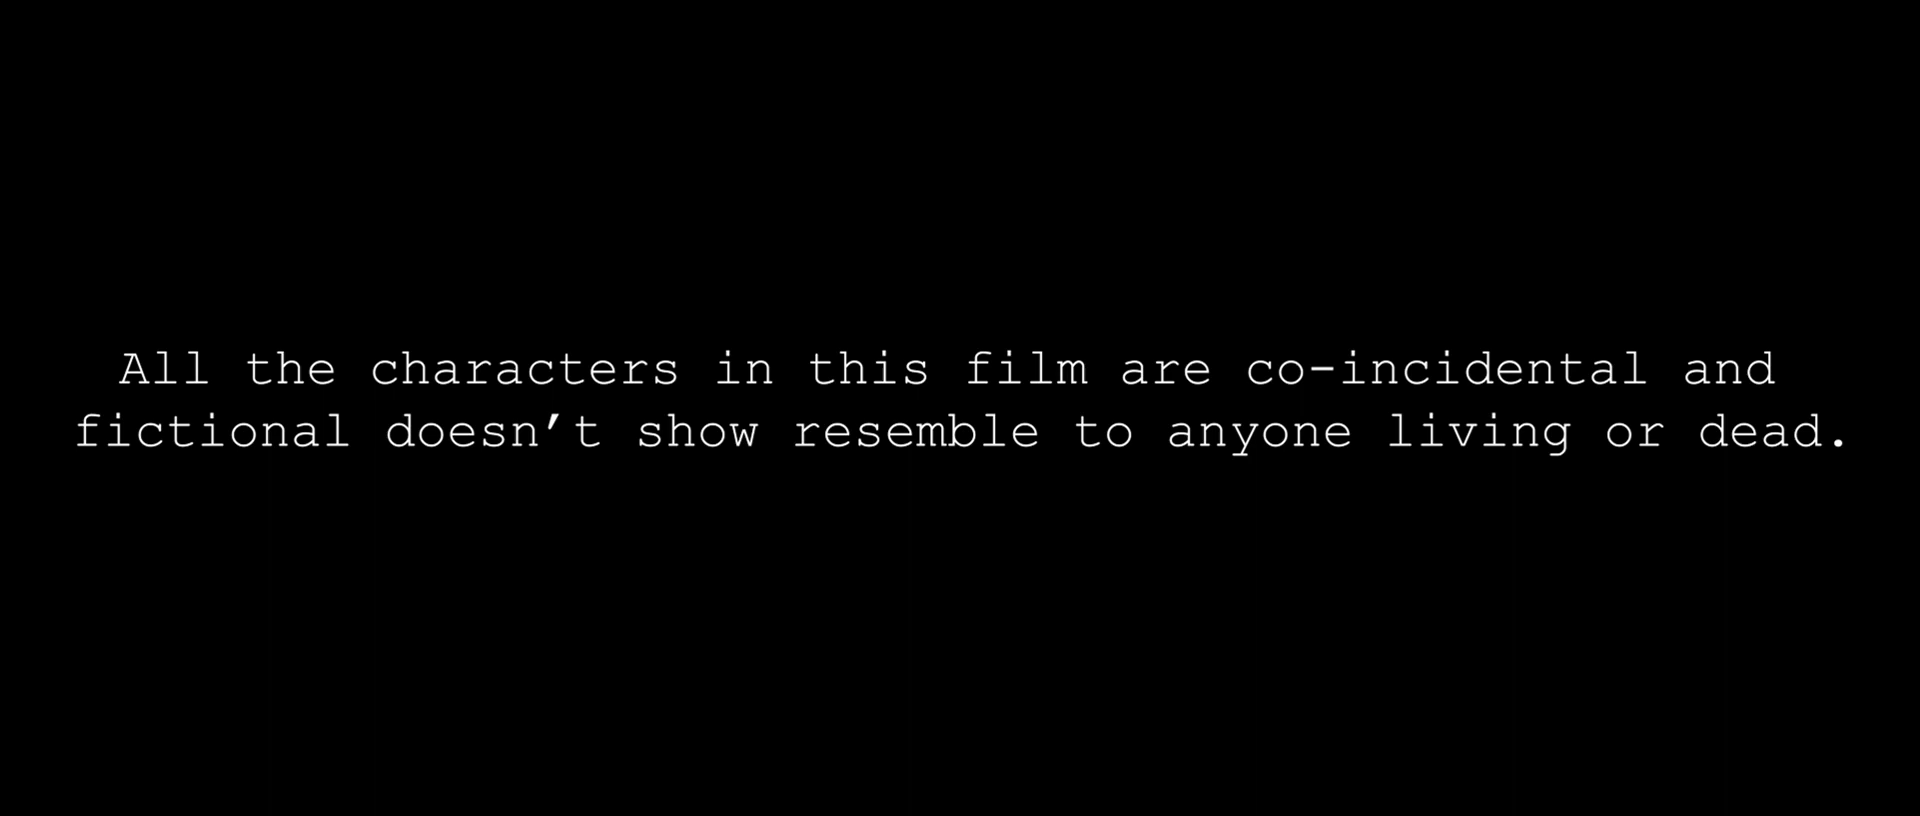 All the characters in this film are co-incidental and
fictional doesn’t show resemble to anyone living or dead.